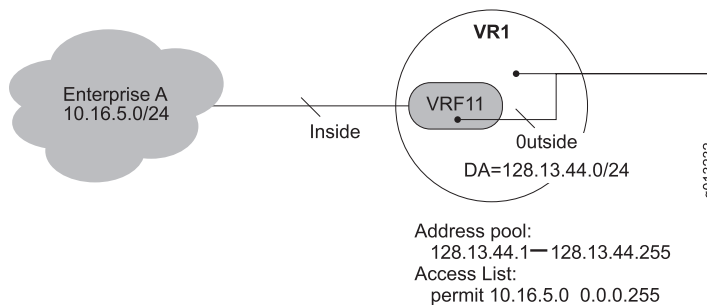 VR1
Enterprise A
10.16.5.0/24
VRF11
Inside
0utside
DA=128.13.44.0/24
Address pool:
128.13.44.1—128.13.44.255
Access List:
permit 10.16.5.0 0.0.0.255